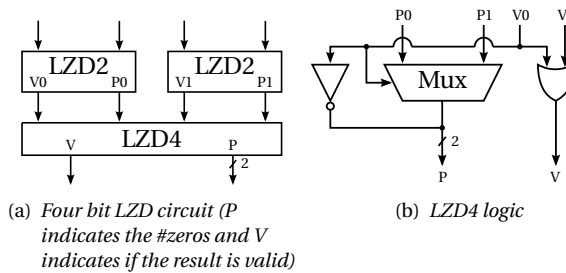 P0 P1 V0 V
LZD2 LZD2
V0 P0 V1 P1
Mux
LZD4
V P
2
2
P V
(a) Four bit LZD circuit (P
indicates the #zeros and V
indicates if the result is valid)
(b) LZD4 logic